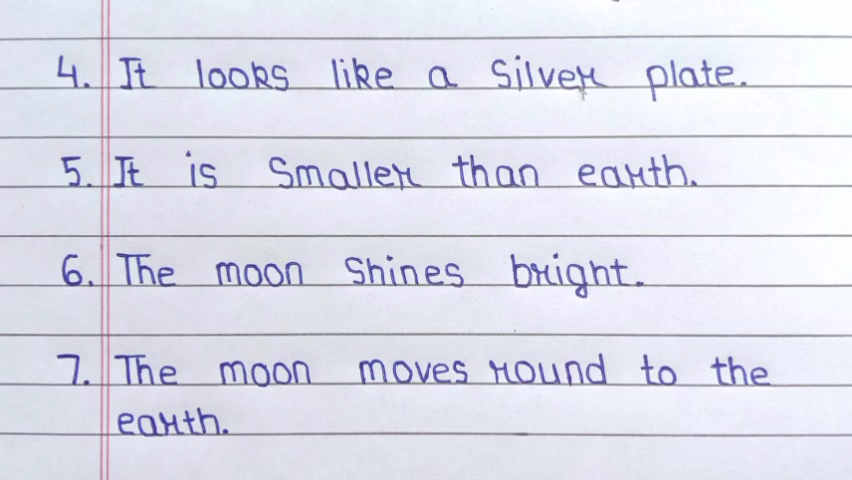 4. It looks like a silver plate.
5. It is smaller than earth.
6. The moon shines bright.
7. The moon moves round to the
earth.